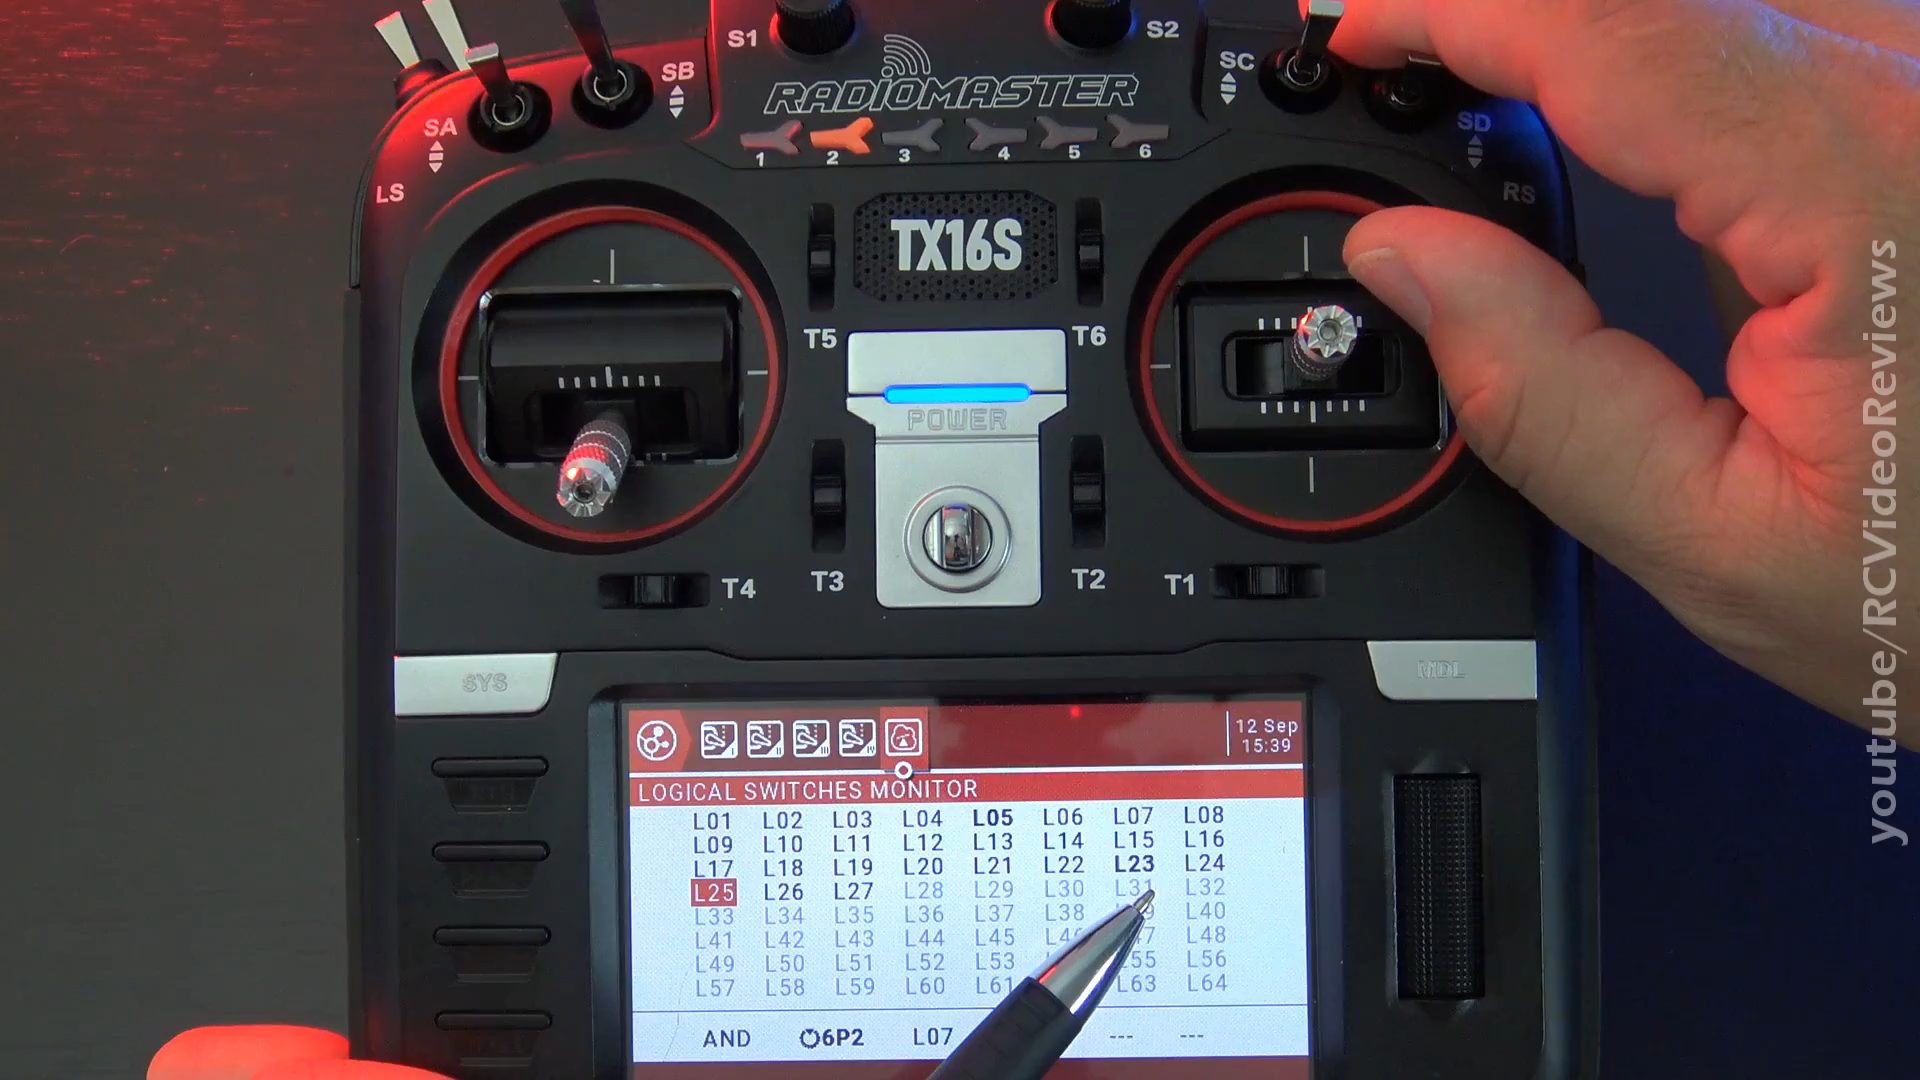 S1
S2
SB
SC
RADIOMASTER
SA
SD
1 2 3 4 5 6
LS
RS
TX16S
T5
T6
POWER
T4
T3
T2
T1
SYS
MDL
12 Sep
15:39
LOGICAL SWITCHES MONITOR
L01 L02 L03 L04 L05 L06 L07 L08
L09 L10 L11 L12 L13 L14 L15 L16
L17 L18 L19 L20 L21 L22 L23 L24
L25 L26 L27 L28 L29 L30 L31 L32
L33 L34 L35 L36 L37 L38 L40
L41 L42 L43 L44 L45 L48
L49 L50 L51 L52 L53 L55 L56
L57 L58 L59 L60 L61 L63 L64
AND 6P2 L07 --- ---
youtube/RCVideoReviews